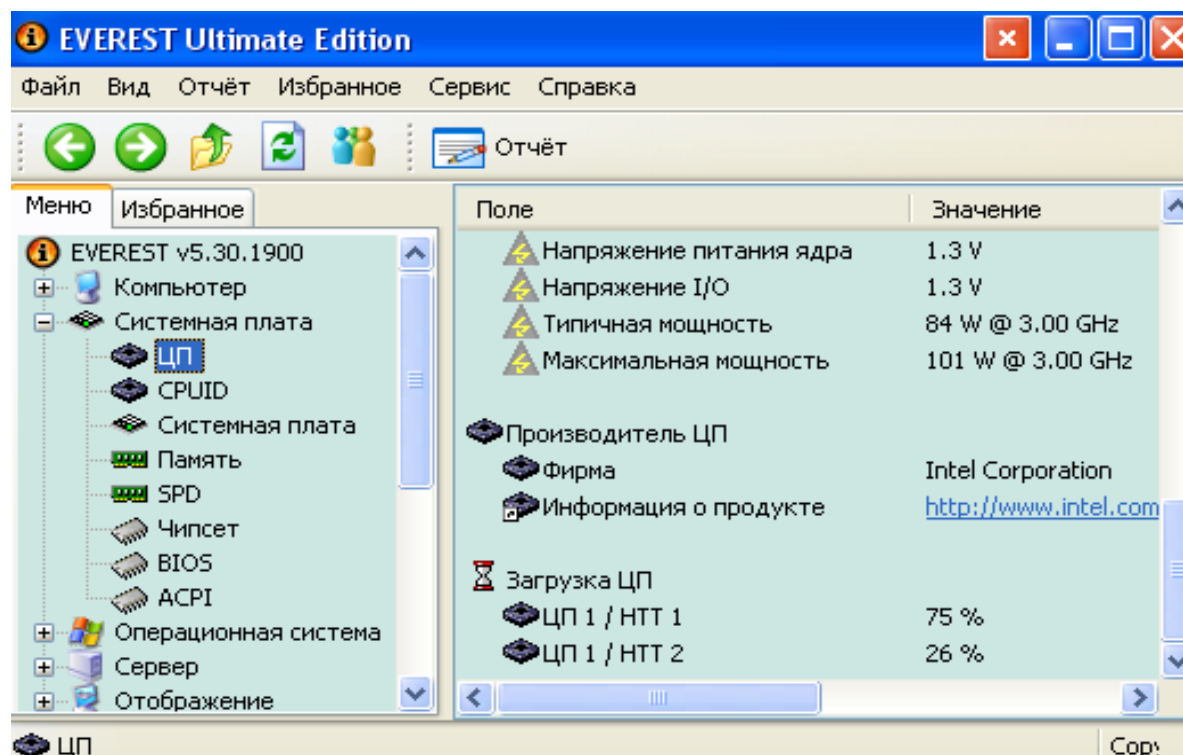 EVEREST Ultimate Edition
Файл Вид Отчёт Избранное Сервис Справка
Отчёт
Меню Избранное
EVEREST v5.30.1900
Компьютер
Системная плата
ЦП
CPUID
Системная плата
Память
SPD
Чипсет
BIOS
ACPI
Операционная система
Сервер
Отображение
Поле Значение
Напряжение питания ядра 1.3 V
Напряжение I/O 1.3 V
Типичная мощность 84 W @ 3.00 GHz
Максимальная мощность 101 W @ 3.00 GHz
Производитель ЦП
Фирма Intel Corporation
Информация о продукте http://www.intel.com
Загрузка ЦП
ЦП 1 / HTT 1 75 %
ЦП 1 / HTT 2 26 %
ЦП